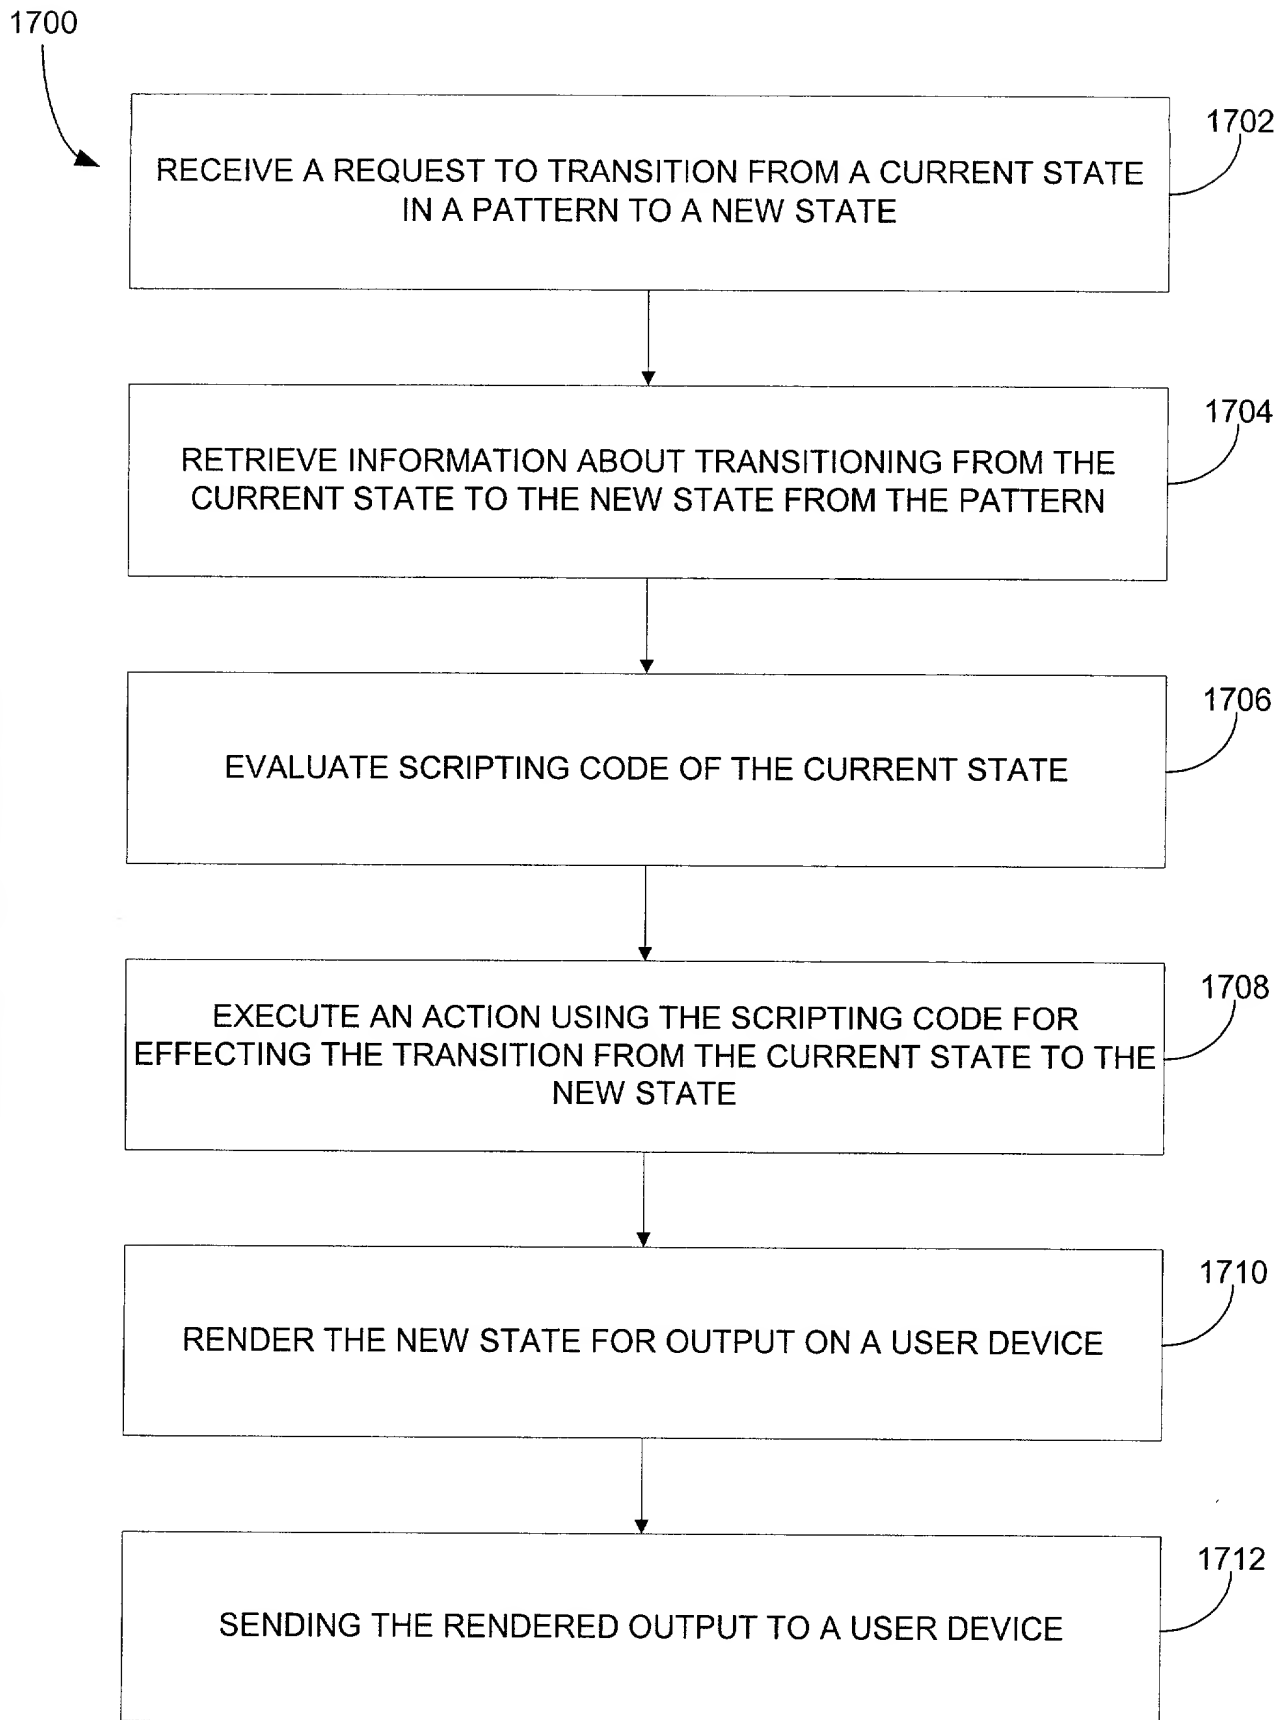 1700
1702
RECEIVE A REQUEST TO TRANSITION FROM A CURRENT STATE
IN A PATTERN TO A NEW STATE
1704
RETRIEVE INFORMATION ABOUT TRANSITIONING FROM THE
CURRENT STATE TO THE NEW STATE FROM THE PATTERN
1706
EVALUATE SCRIPTING CODE OF THE CURRENT STATE
1708
EXECUTE AN ACTION USING THE SCRIPTING CODE FOR
EFFECTING THE TRANSITION FROM THE CURRENT STATE TO THE
NEW STATE
1710
RENDER THE NEW STATE FOR OUTPUT ON A USER DEVICE
1712
SENDING THE RENDERED OUTPUT TO A USER DEVICE